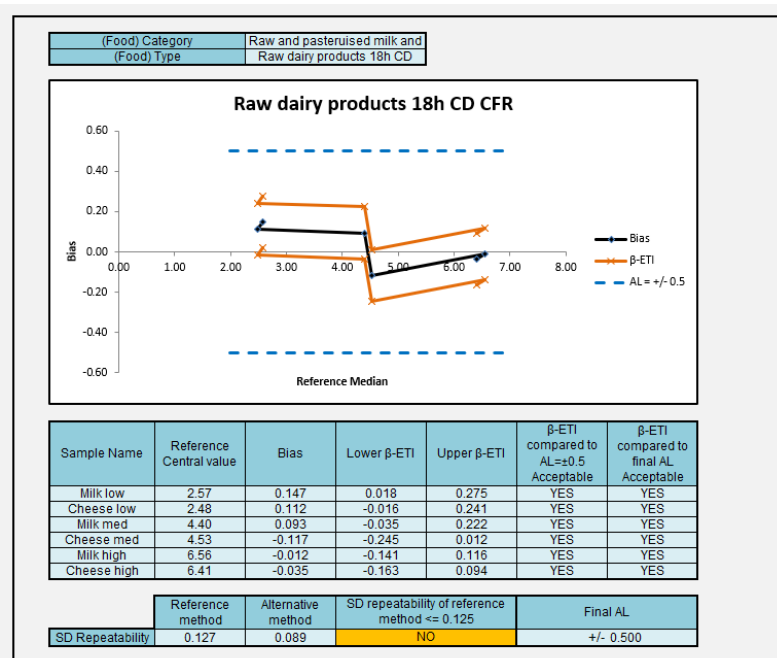 (Food) Category Raw and pasteruised milk and
(Food) Type Raw dairy products 18h CD
Raw dairy products 18h CD CFR
0.60
0.40
0.20
0.00
-0.20
-0.40
-0.60
0.00 1.00 2.00 3.00 4.00 5.00 6.00 7.00 8.00
Bias
Reference Median
Bias
β-ETI
AL = +/- 0.5
Sample Name Reference Central value Bias Lower β-ETI Upper β-ETI β-ETI compared to AL=±0.5 Acceptable β-ETI compared to final AL Acceptable
Milk low 2.57 0.147 0.018 0.275 YES YES
Cheese low 2.48 0.112 -0.016 0.241 YES YES
Milk med 4.40 0.093 -0.035 0.222 YES YES
Cheese med 4.53 -0.117 -0.245 0.012 YES YES
Milk high 6.56 -0.012 -0.141 0.116 YES YES
Cheese high 6.41 -0.035 -0.163 0.094 YES YES
Reference method Alternative method SD repeatability of reference method <= 0.125 Final AL
SD Repeatability 0.127 0.089 NO +/- 0.500